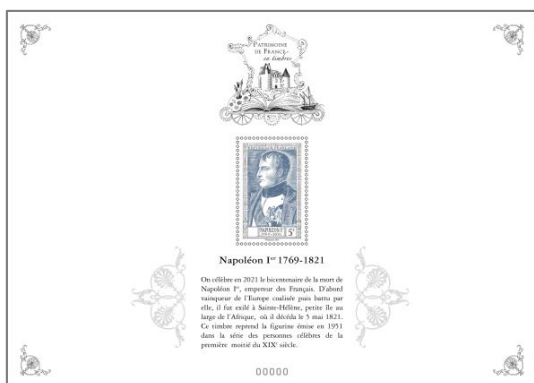 PATRIMOINE
DE FRANCE
en timbres
NAPOLÉON Iᵉʳ
5ᶠ
Napoléon Iᵉʳ 1769-1821
On célèbre en 2021 le bicentenaire de la mort de
Napoléon Iᵉʳ, empereur des Français. D'abord
vainqueur de l'Europe coalisée puis battu par
elle, il fut exilé à Sainte-Hélène, petite île au
large de l'Afrique, où il décéda le 5 mai 1821.
Ce timbre reprend la figurine émise en 1951
dans la série des personnes célèbres de la
première moitié du XIXᵉ siècle.
00000